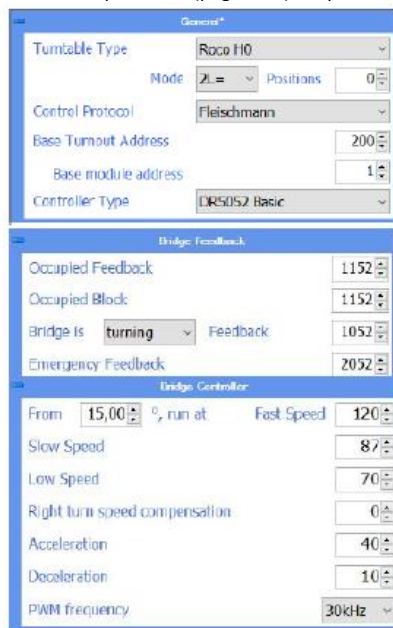 General*
Turntable Type Roco H0
Mode 2L= Positions 0
Control Protocol Fleischmann
Base Turnout Address 200
Base module address 1
Controller Type DR5052 Basic
Bridge Feedback
Occupied Feedback 1152
Occupied Block 1152
Bridge is turning Feedback 1052
Emergency Feedback 2052
Bridge Controller
From 15,00 °, run at Fast Speed 120
Slow Speed 87
Low Speed 70
Right turn speed compensation 0
Acceleration 40
Deceleration 10
PWM frequency 30kHz